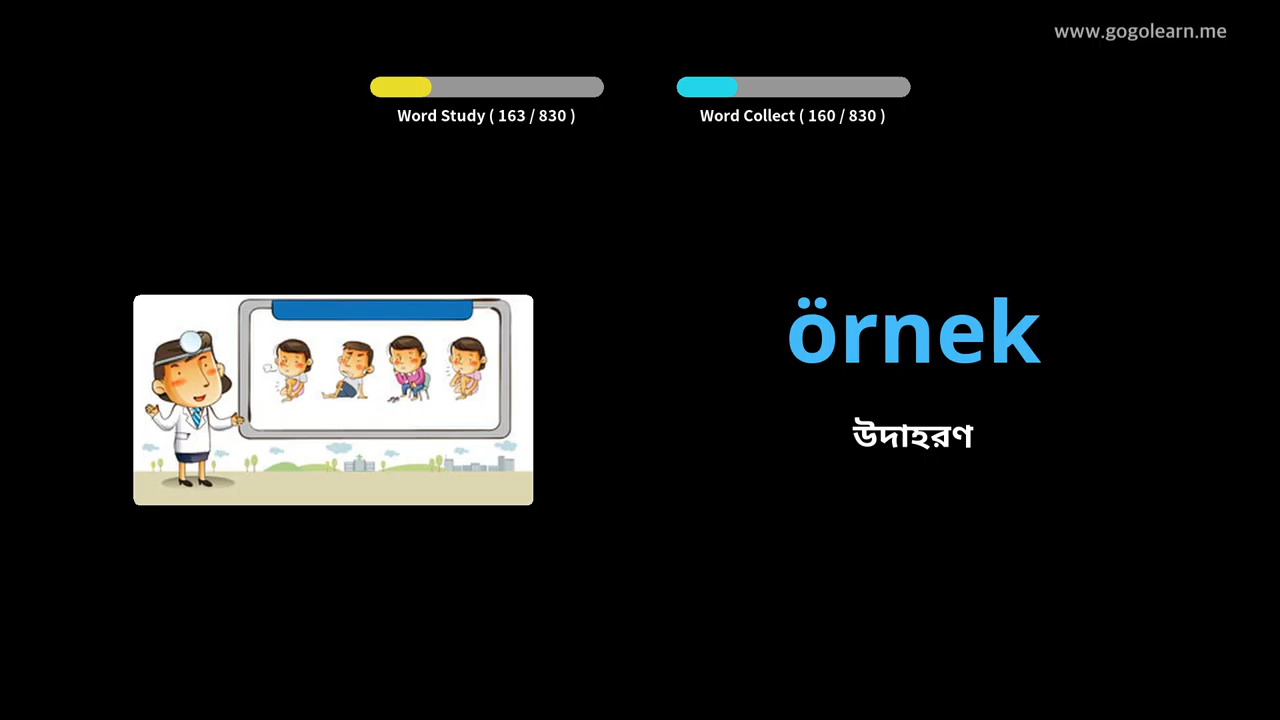 www.gogolearn.me
Word Study ( 163 / 830 )
Word Collect ( 160 / 830 )
örnek
উদাহরণ